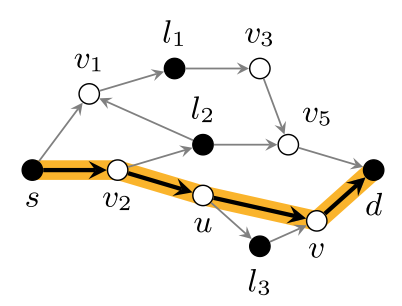 l₁ v₃
v₁
l₂ v₅
s v₂ u v d
l₃